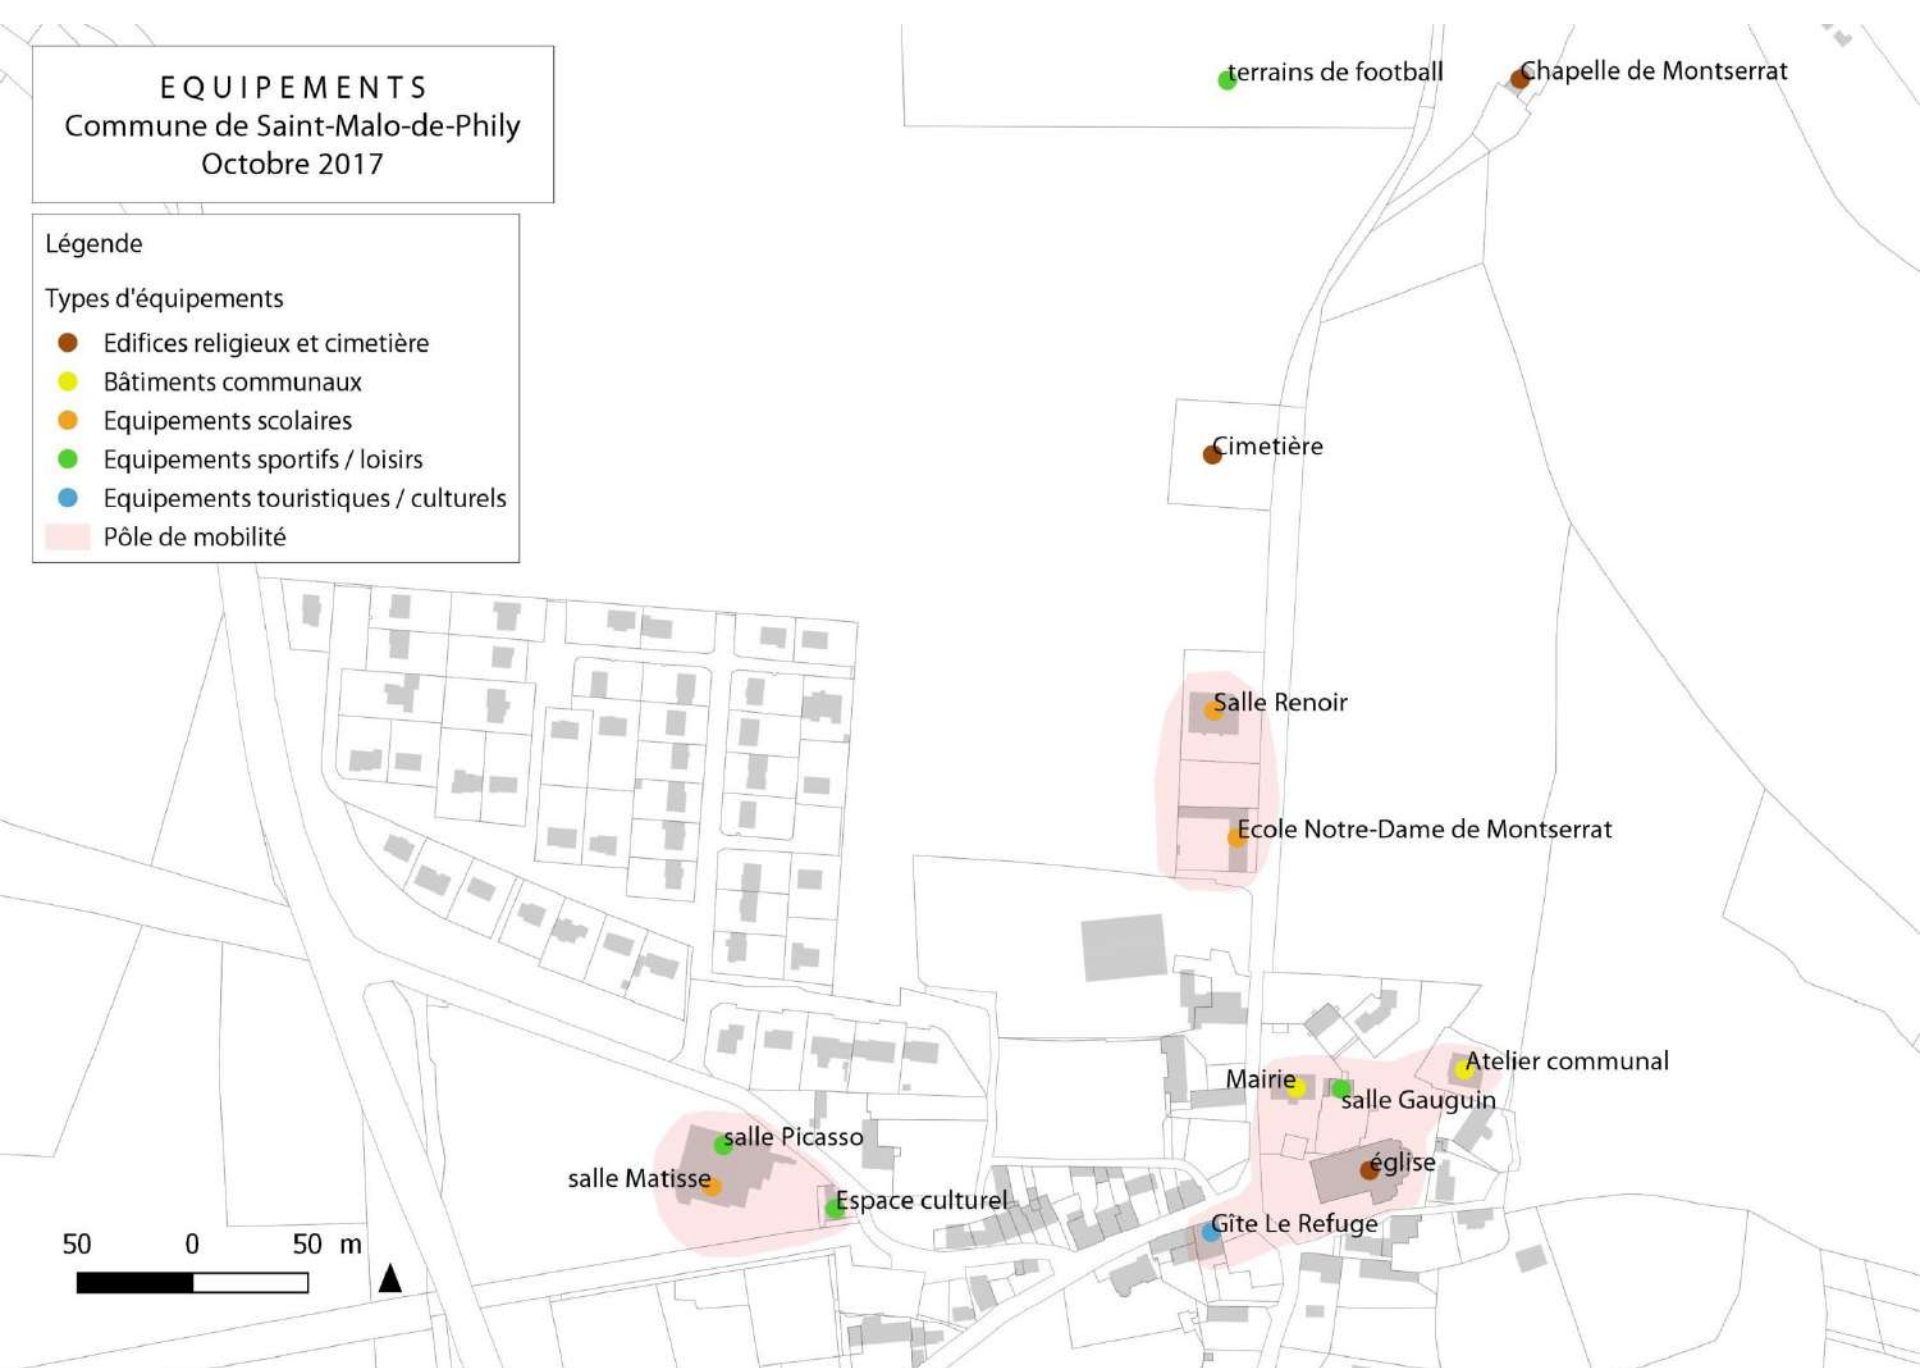 EQUIPEMENTS
Commune de Saint-Malo-de-Phily
Octobre 2017
Légende
Types d'équipements
Edifices religieux et cimetière
Bâtiments communaux
Equipements scolaires
Equipements sportifs / loisirs
Equipements touristiques / culturels
Pôle de mobilité
terrains de football
Chapelle de Montserrat
Cimetière
Salle Renoir
Ecole Notre-Dame de Montserrat
Atelier communal
Mairie
salle Gauguin
salle Picasso
église
salle Matisse
Espace culturel
Gîte Le Refuge
50 0 50 m